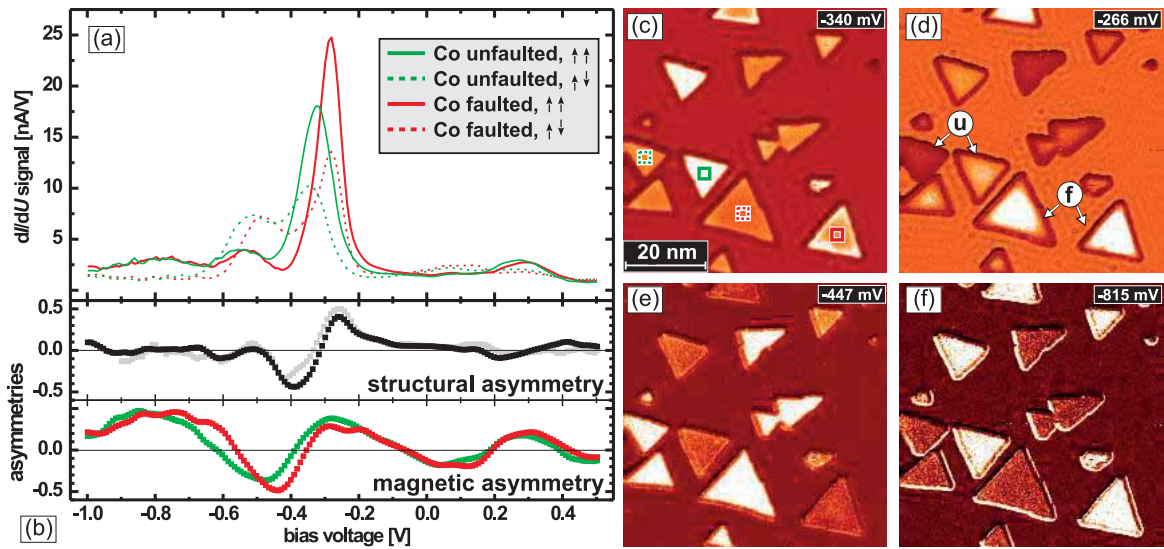 (a)
25
20
15
10
5
dI/dU signal [nA/V]
Co unfaulted, ↑↑
Co unfaulted, ↑↓
Co faulted, ↑↑
Co faulted, ↑↓
0.5
0.0
-0.5
structural asymmetry
0.0
-0.5
magnetic asymmetry
asymmetries
-1.0 -0.8 -0.6 -0.4 -0.2 0.0 0.2 0.4
bias voltage [V]
(b)
(c) -340 mV
20 nm
(d) -266 mV
u
f
(e) -447 mV
(f) -815 mV